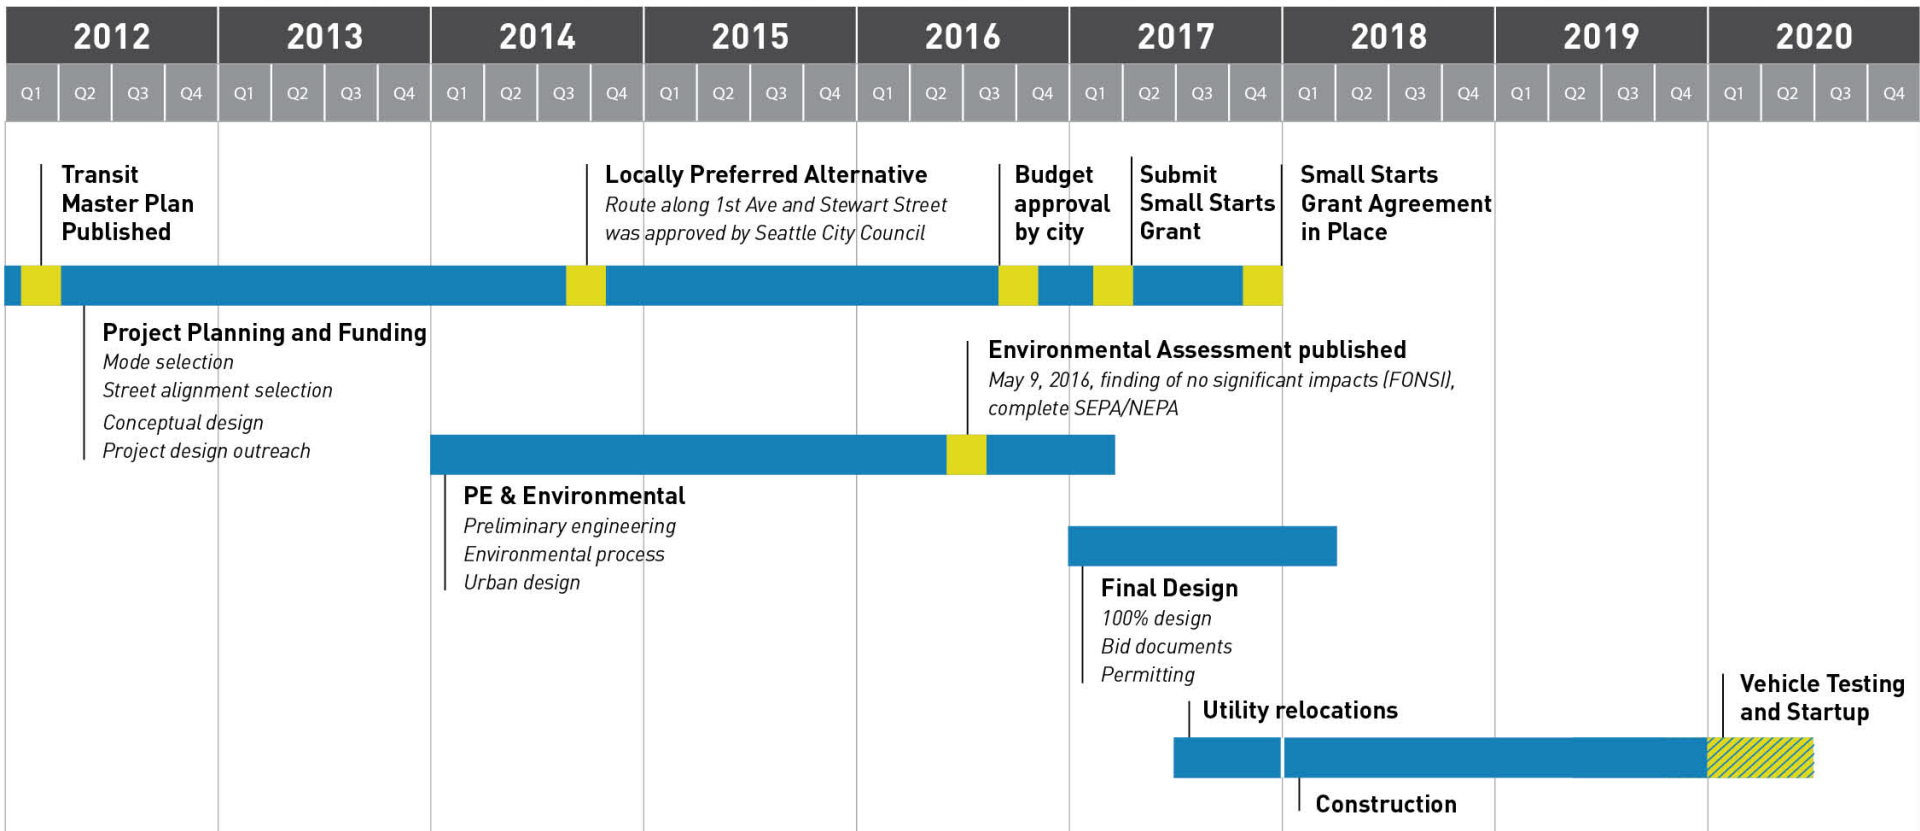 2012 2013 2014 2015 2016 2017 2018 2019 2020
Q1 Q2 Q3 Q4 Q1 Q2 Q3 Q4 Q1 Q2 Q3 Q4 Q1 Q2 Q3 Q4 Q1 Q2 Q3 Q4 Q1 Q2 Q3 Q4 Q1 Q2 Q3 Q4 Q1 Q2 Q3 Q4 Q1 Q2 Q3 Q4
Transit
Master Plan
Published
Locally Preferred Alternative
Route along 1st Ave and Stewart Street
was approved by Seattle City Council
Budget
approval
by city
Submit
Small Starts
Grant
Small Starts
Grant Agreement
in Place
Project Planning and Funding
Mode selection
Street alignment selection
Conceptual design
Project design outreach
Environmental Assessment published
May 9, 2016, finding of no significant impacts (FONSI),
complete SEPA/NEPA
PE & Environmental
Preliminary engineering
Environmental process
Urban design
Final Design
100% design
Bid documents
Permitting
Utility relocations
Vehicle Testing
and Startup
Construction